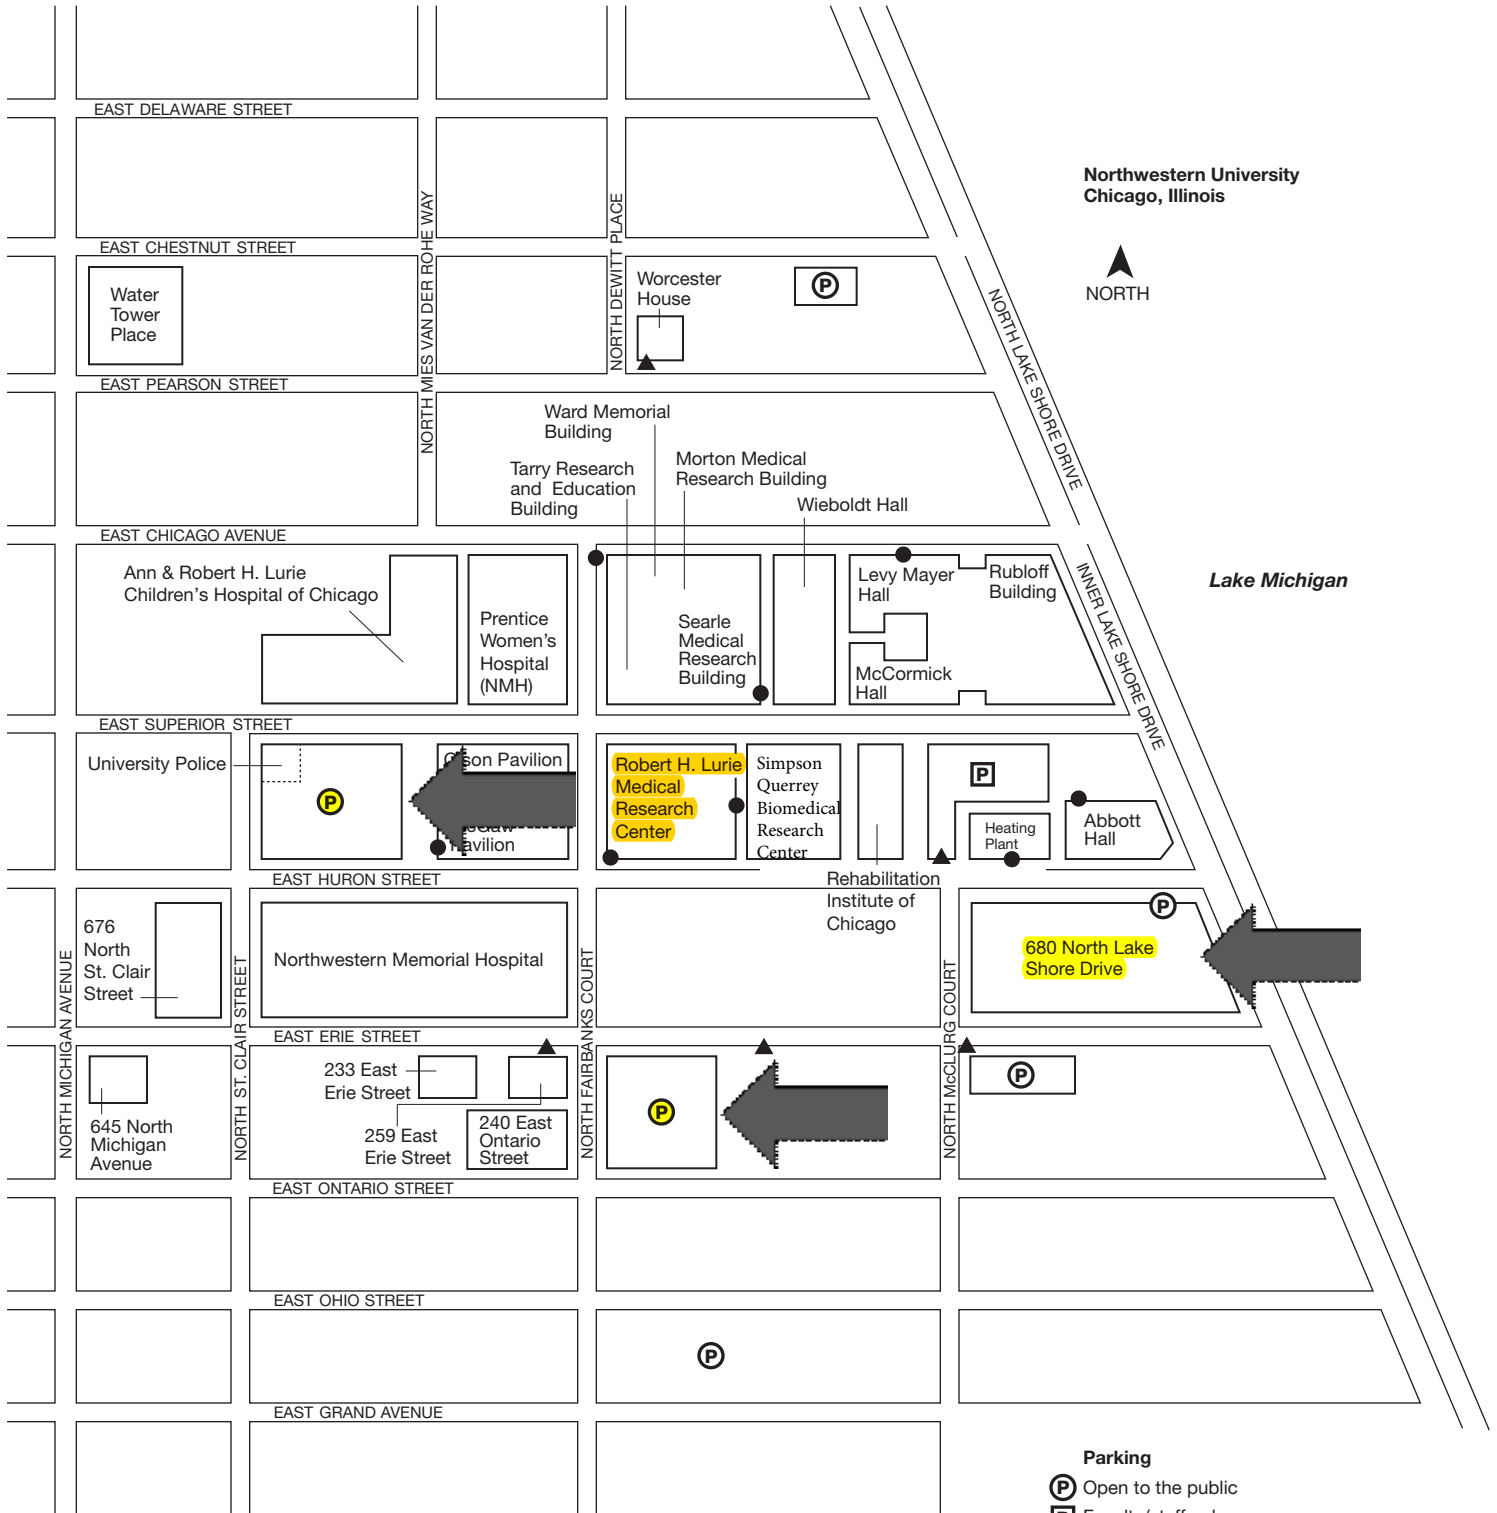 EAST DELAWARE STREET
Northwestern University
Chicago, Illinois
NORTH
EAST CHESTNUT STREET
NORTH MIES VAN DER ROHE WAY
NORTH DEWITT PLACE
Water
Tower
Place
Worcester
House
P
NORTH LAKE SHORE DRIVE
EAST PEARSON STREET
Ward Memorial
Building
Tarry Research
and Education
Building
Morton Medical
Research Building
Wieboldt Hall
EAST CHICAGO AVENUE
Ann & Robert H. Lurie
Children's Hospital of Chicago
Prentice
Women's
Hospital
(NMH)
Searle
Medical
Research
Building
Levy Mayer
Hall
Rubloff
Building
McCormick
Hall
INNER LAKE SHORE DRIVE
Lake Michigan
EAST SUPERIOR STREET
University Police
P
Pavilion
Pavilion
Robert H. Lurie
Medical
Research
Center
Simpson
Querrey
Biomedical
Research
Center
P
Heating
Plant
Abbott
Hall
EAST HURON STREET
Rehabilitation
Institute of
Chicago
676
North
St. Clair
Street
Northwestern Memorial Hospital
P
680 North Lake
Shore Drive
NORTH MICHIGAN AVENUE
NORTH ST. CLAIR STREET
NORTH FAIRBANKS COURT
NORTH McCLURG COURT
EAST ERIE STREET
233 East
Erie Street
259 East
Erie Street
240 East
Ontario
Street
645 North
Michigan
Avenue
P
P
EAST ONTARIO STREET
EAST OHIO STREET
P
EAST GRAND AVENUE
Parking
P Open to the public